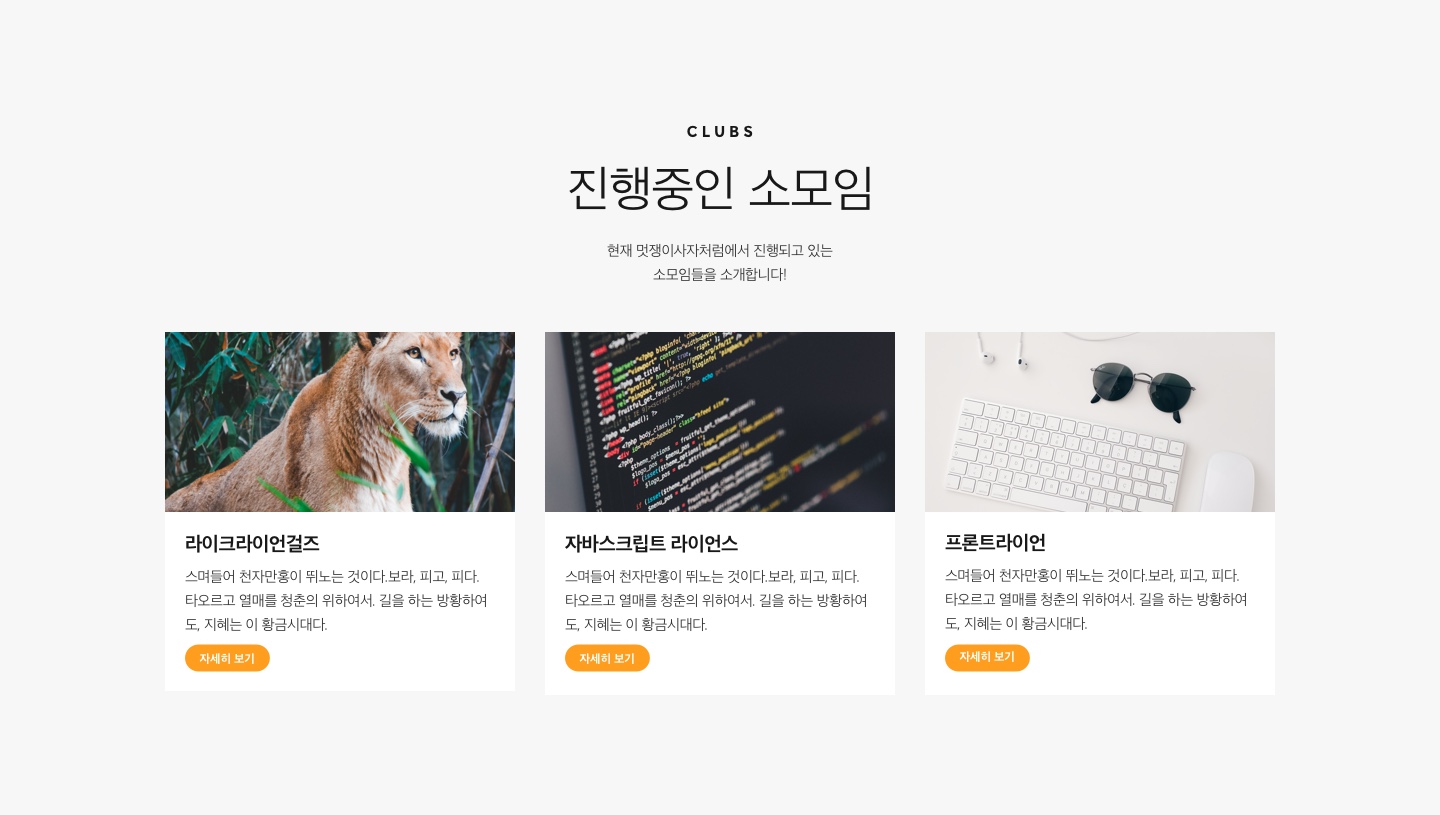 CLUBS
진행중인 소모임
현재 멋쟁이사자처럼에서 진행되고 있는
소모임들을 소개합니다!
라이크라이언걸즈
스며들어 천자만홍이 뛰노는 것이다.보라, 피고, 피다.
타오르고 열매를 청춘의 위하여서. 길을 하는 방황하여
도, 지혜는 이 황금시대다.
자세히 보기
자바스크립트 라이언스
스며들어 천자만홍이 뛰노는 것이다.보라, 피고, 피다.
타오르고 열매를 청춘의 위하여서. 길을 하는 방황하여
도, 지혜는 이 황금시대다.
자세히 보기
프론트라이언
스며들어 천자만홍이 뛰노는 것이다.보라, 피고, 피다.
타오르고 열매를 청춘의 위하여서. 길을 하는 방황하여
도, 지혜는 이 황금시대다.
자세히 보기